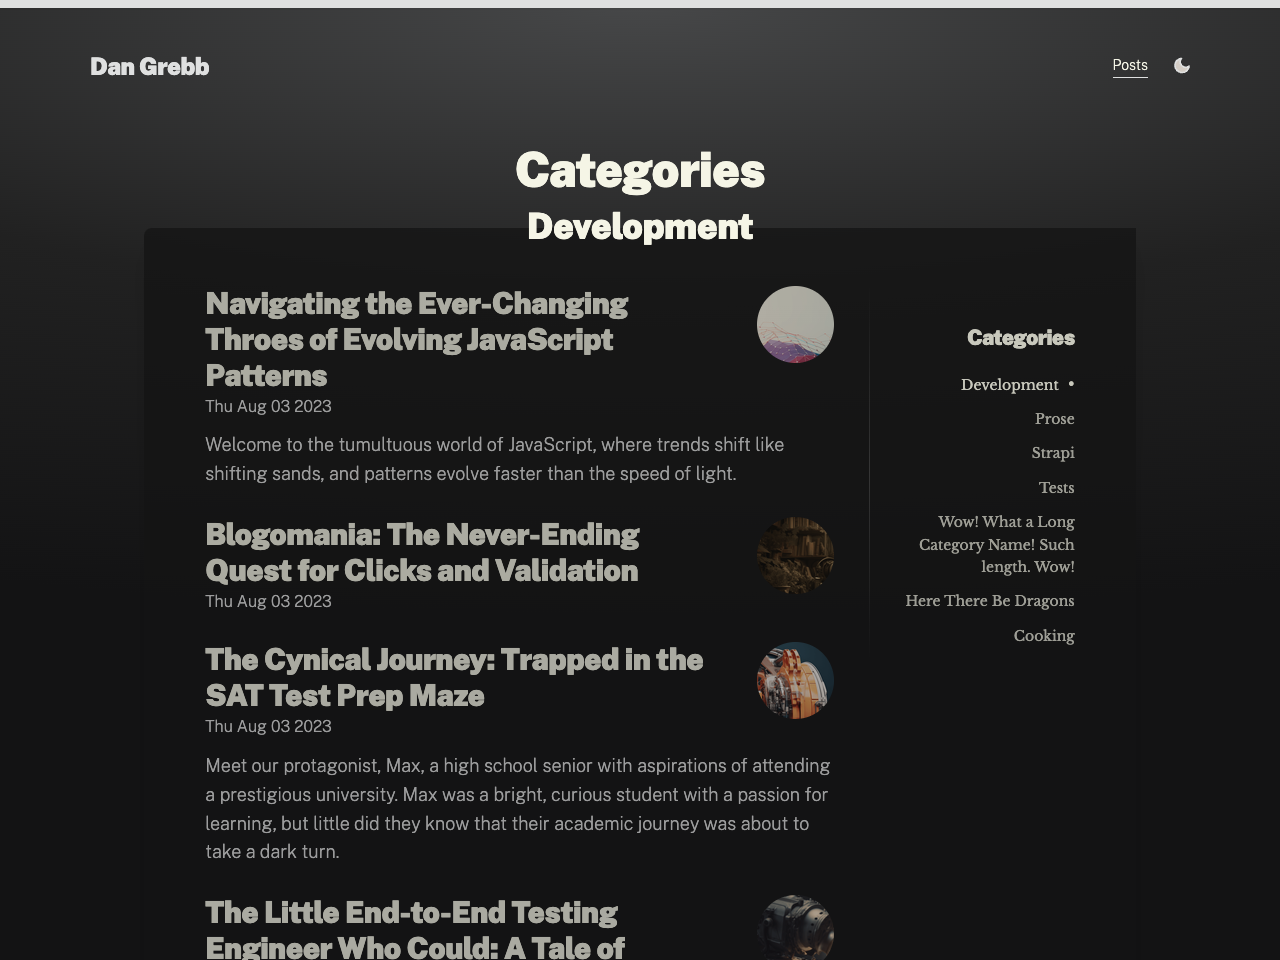 Dan Grebb
Posts
Categories
Development
Navigating the Ever-Changing
Throes of Evolving JavaScript
Patterns
Thu Aug 03 2023
Welcome to the tumultuous world of JavaScript, where trends shift like
shifting sands, and patterns evolve faster than the speed of light.
Blogomania: The Never-Ending
Quest for Clicks and Validation
Thu Aug 03 2023
The Cynical Journey: Trapped in the
SAT Test Prep Maze
Thu Aug 03 2023
Meet our protagonist, Max, a high school senior with aspirations of attending
a prestigious university. Max was a bright, curious student with a passion for
learning, but little did they know that their academic journey was about to
take a dark turn.
The Little End-to-End Testing
Engineer Who Could: A Tale of
Categories
Development •
Prose
Strapi
Tests
Wow! What a Long
Category Name! Such
length. Wow!
Here There Be Dragons
Cooking